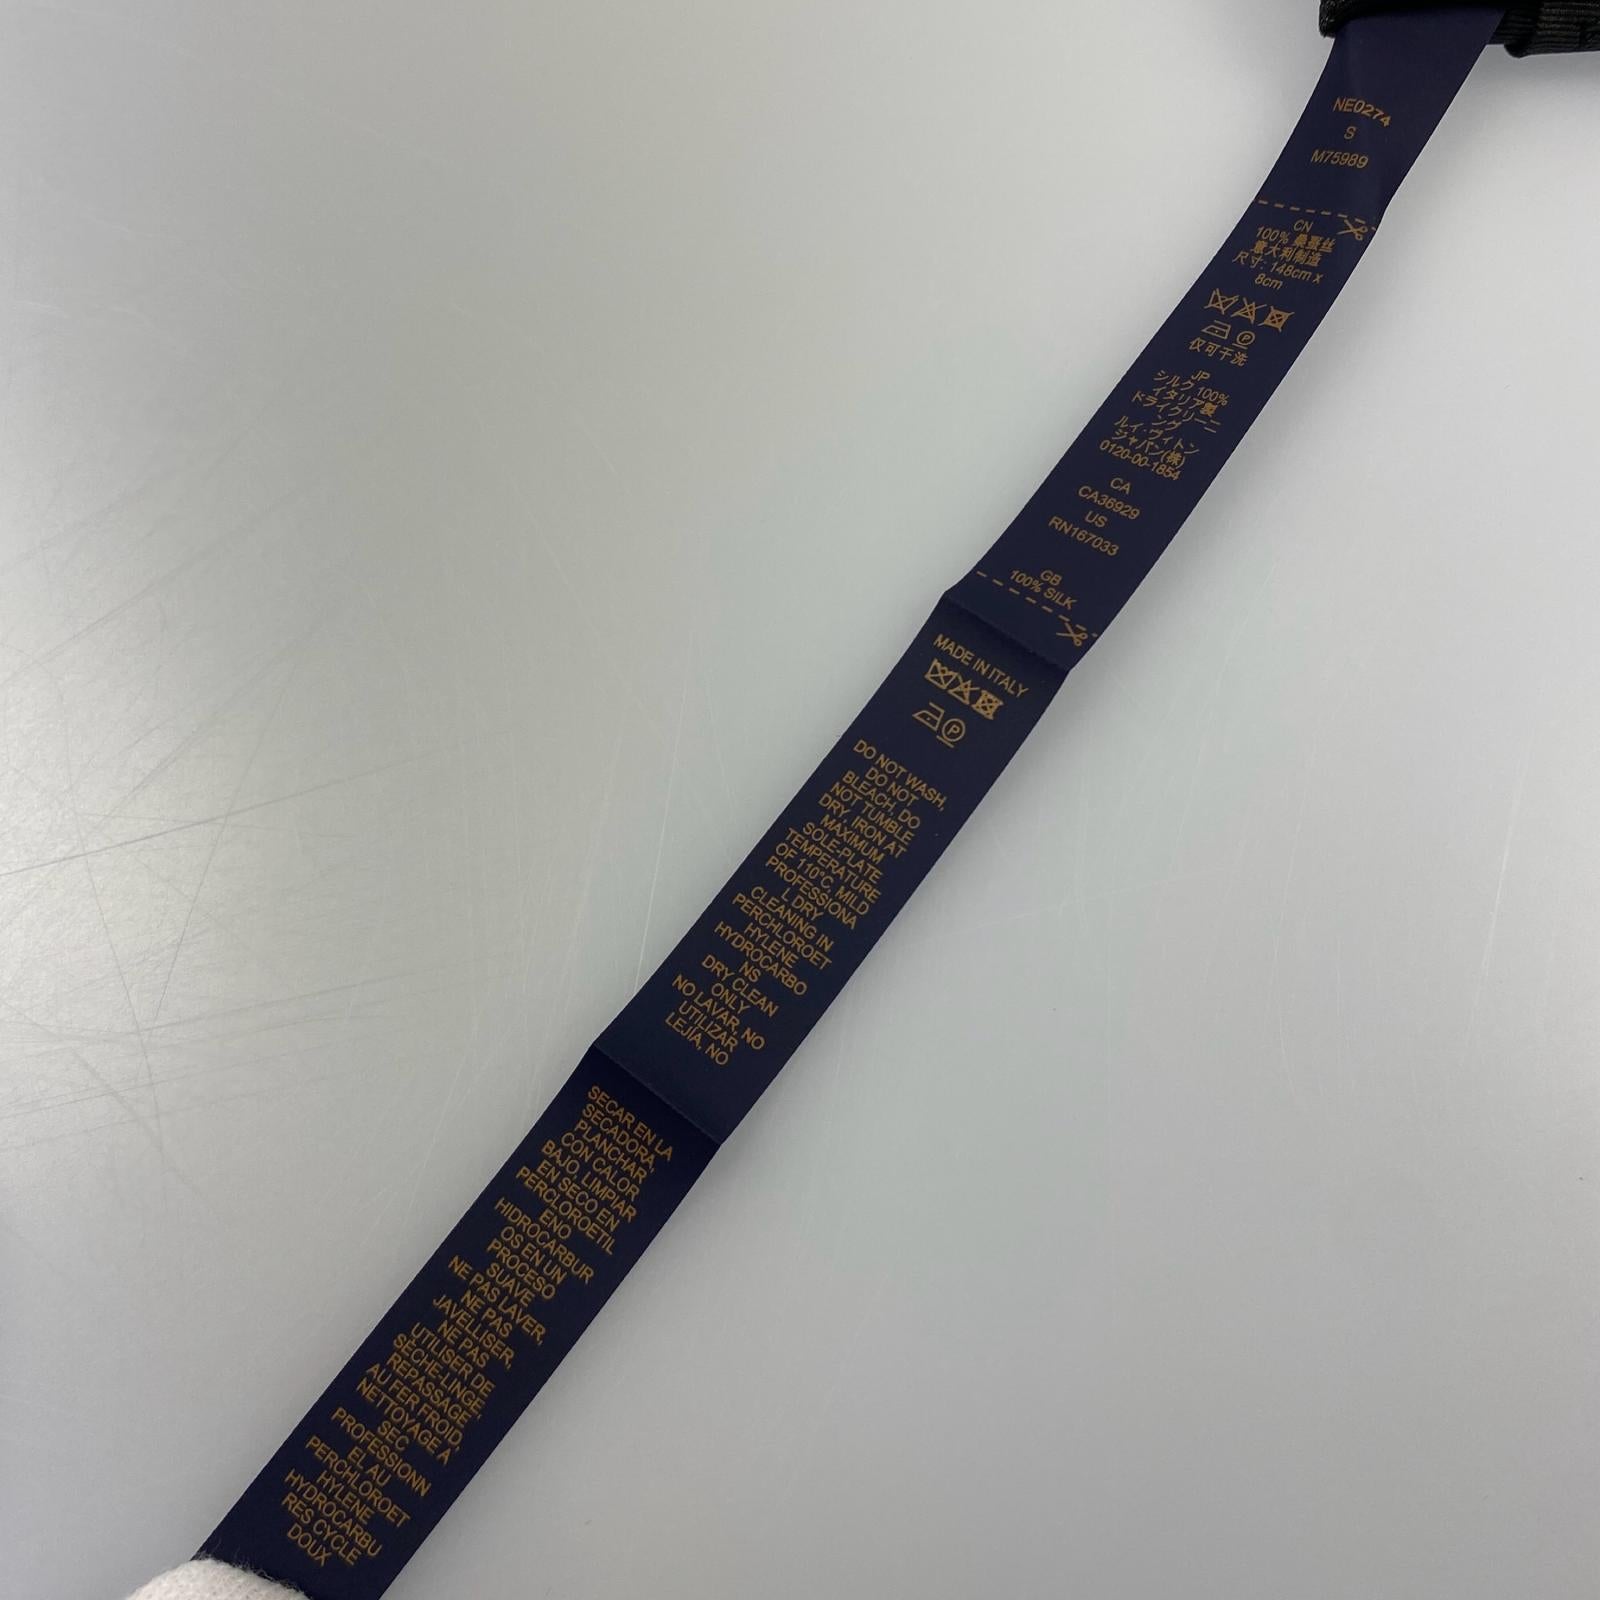 NE0274
S
M75989
CN
100% 桑蚕丝
意大利制造
尺寸: 148cm x
8cm
P
仅可干洗
JP
シルク 100%
イタリア製
ドライクリーニ
ング
ルイ・ヴィトン
ジャパン(株)
0120-00-1854
CA
CA36929
US
RN167033
GB
100% SILK
MADE IN ITALY
P
DO NOT WASH,
DO NOT
BLEACH, DO
NOT TUMBLE
DRY, IRON AT
MAXIMUM
SOLE-PLATE
TEMPERATURE
OF 110°C, MILD
PROFESSIONA
L DRY
CLEANING IN
PERCHLOROET
HYLENE
HYDROCARBO
NS
DRY CLEAN
ONLY
NO LAVAR, NO
UTILIZAR
LEJÍA, NO
SECAR EN LA
SECADORA,
PLANCHAR
CON CALOR
BAJO, LIMPIAR
EN SECO EN
PERCLOROETIL
ENO
HIDROCARBUR
OS EN UN
PROCESO
SUAVE
NE PAS LAVER,
NE PAS
JAVELLISER,
NE PAS
UTILISER DE
SÈCHE-LINGE,
REPASSAGE
AU FER FROID,
NETTOYAGE A
SEC
PROFESSIONN
EL AU
PERCHLOROET
HYLENE
HYDROCARBU
RES CYCLE
DOUX